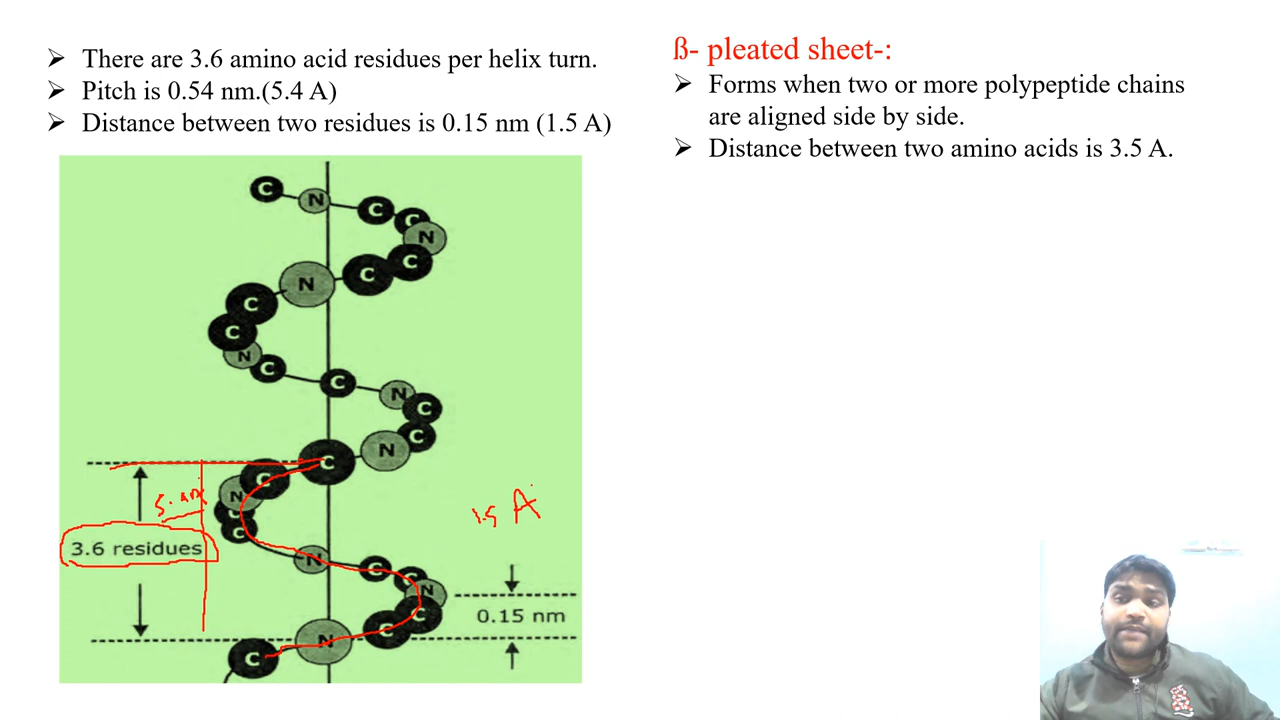 ➢ There are 3.6 amino acid residues per helix turn.
➢ Pitch is 0.54 nm.(5.4 A)
➢ Distance between two residues is 0.15 nm (1.5 A)
ß- pleated sheet-:
➢ Forms when two or more polypeptide chains
are aligned side by side.
➢ Distance between two amino acids is 3.5 A.
C
N
C
C
N
C
C
N
C
C
N
C
C
N
C
C
N
C
C
N
C
C
N
C
C
N
C
C
N
C
3.6 residues
0.15 nm
1.5 A